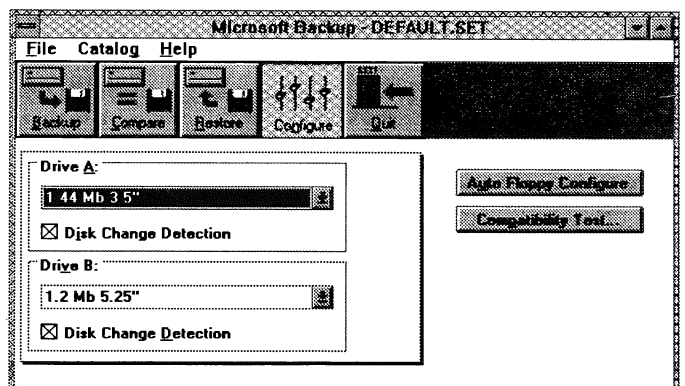 Microsoft Backup - DEFAULT.SET
File Catalog Help
Backup Compare Restore Configure Quit
Drive A:
1.44 Mb 3.5"
Disk Change Detection
Auto Floppy Configure
Compatibility Test...
Drive B:
1.2 Mb 5.25"
Disk Change Detection